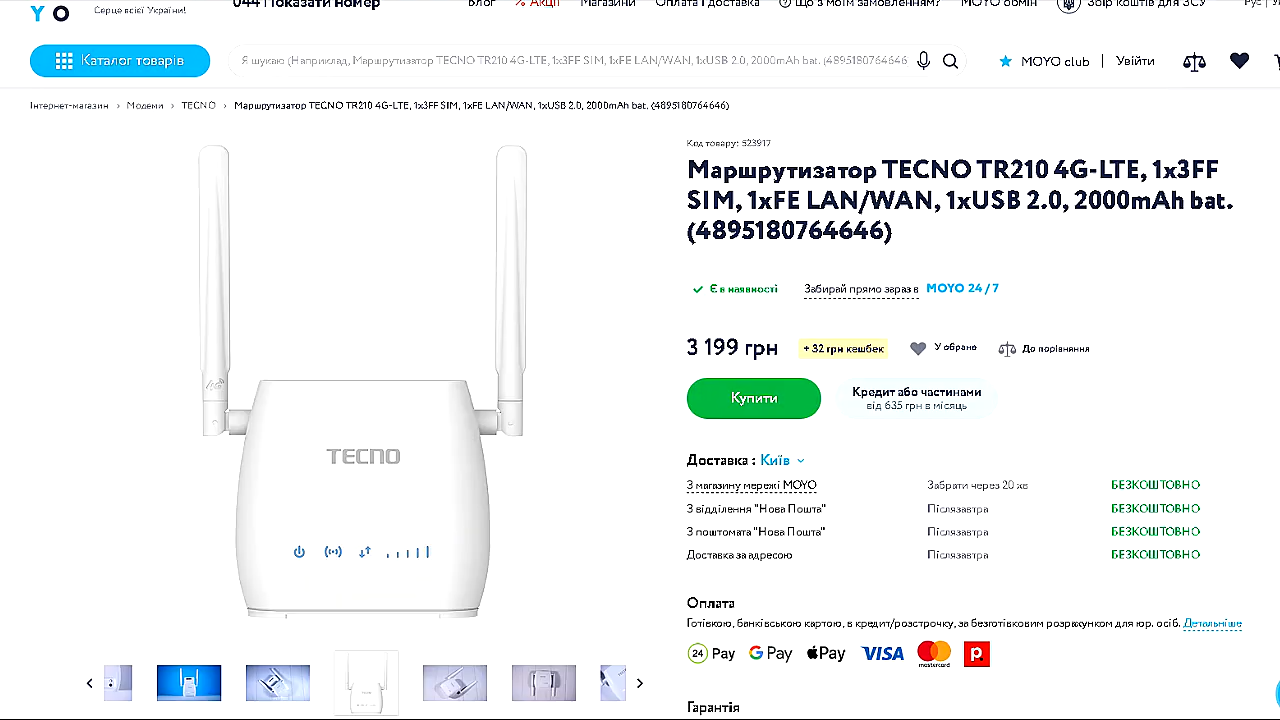 Y O
Серце всієї України!
044 Показати номер
Блог
% Акції
Магазини
Оплата і доставка
Що з моїм замовленням?
MOYO обмін
Збір коштів для ЗСУ
Рус |
Каталог товарів
Я шукаю (Наприклад, Маршрутизатор TECNO TR210 4G-LTE, 1x3FF SIM, 1xFE LAN/WAN, 1xUSB 2.0, 2000mAh bat. (4895180764646
MOYO club
Увійти
Інтернет-магазин › Модеми › TECNO › Маршрутизатор TECNO TR210 4G-LTE, 1x3FF SIM, 1xFE LAN/WAN, 1xUSB 2.0, 2000mAh bat. (4895180764646)
Код товару: 523917
Маршрутизатор TECNO TR210 4G-LTE, 1x3FF
SIM, 1xFE LAN/WAN, 1xUSB 2.0, 2000mAh bat.
(4895180764646)
Є в наявності
Забирай прямо зараз в MOYO 24/7
3 199 грн
+ 32 грн кешбек
У обране
До порівняння
Купити
Кредит або частинами
від 635 грн в місяць
4G
TECNO
Доставка : Київ
З магазину мережі MOYO Забрати через 20 хв БЕЗКОШТОВНО
З відділення "Нова Пошта" Післязавтра БЕЗКОШТОВНО
З поштомата "Нова Пошта" Післязавтра БЕЗКОШТОВНО
Доставка за адресою Післязавтра БЕЗКОШТОВНО
Оплата
Готівкою, банківською картою, в кредит/розстрочку, за безготівковим розрахунком для юр. осіб. Детальніше
24 Pay G Pay Pay VISA mastercard p
TECNO
Гарантія